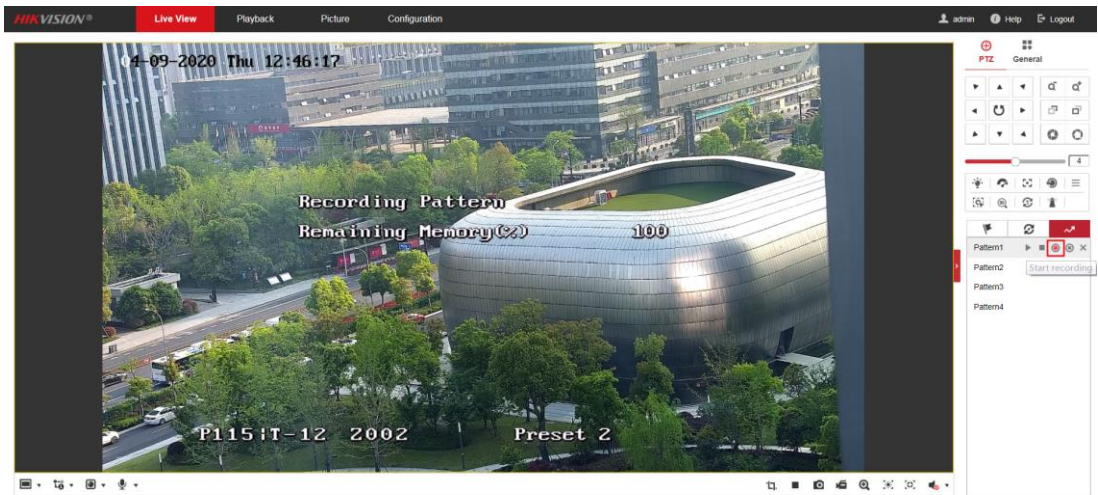 HIKVISION®
Live View
Playback
Picture
Configuration
admin
Help
Logout
04-09-2020 Thu 12:46:17
Recording Pattern
Remaining Memory(%) 100
P115:T-12 2002
Preset 2
PTZ
General
4
Pattern1
Start recording
Pattern2
Pattern3
Pattern4